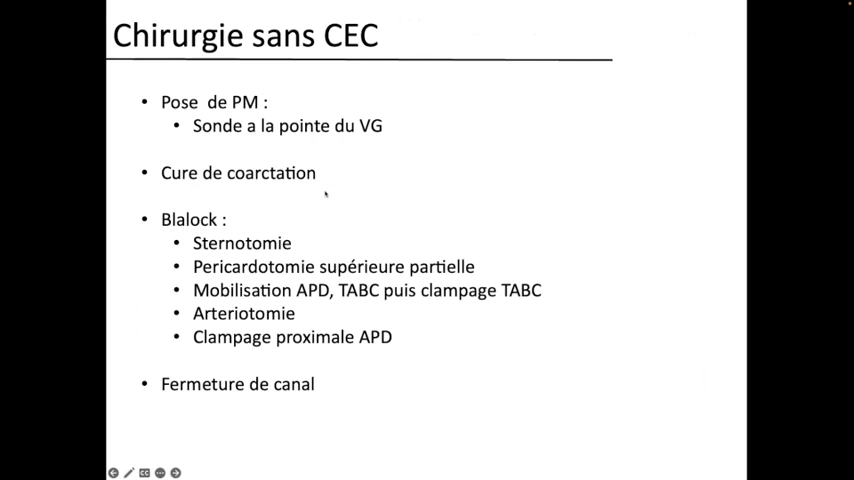 Chirurgie sans CEC
• Pose de PM :
• Sonde a la pointe du VG
• Cure de coarctation
• Blalock :
• Sternotomie
• Pericardotomie supérieure partielle
• Mobilisation APD, TABC puis clampage TABC
• Arteriotomie
• Clampage proximale APD
• Fermeture de canal
CC